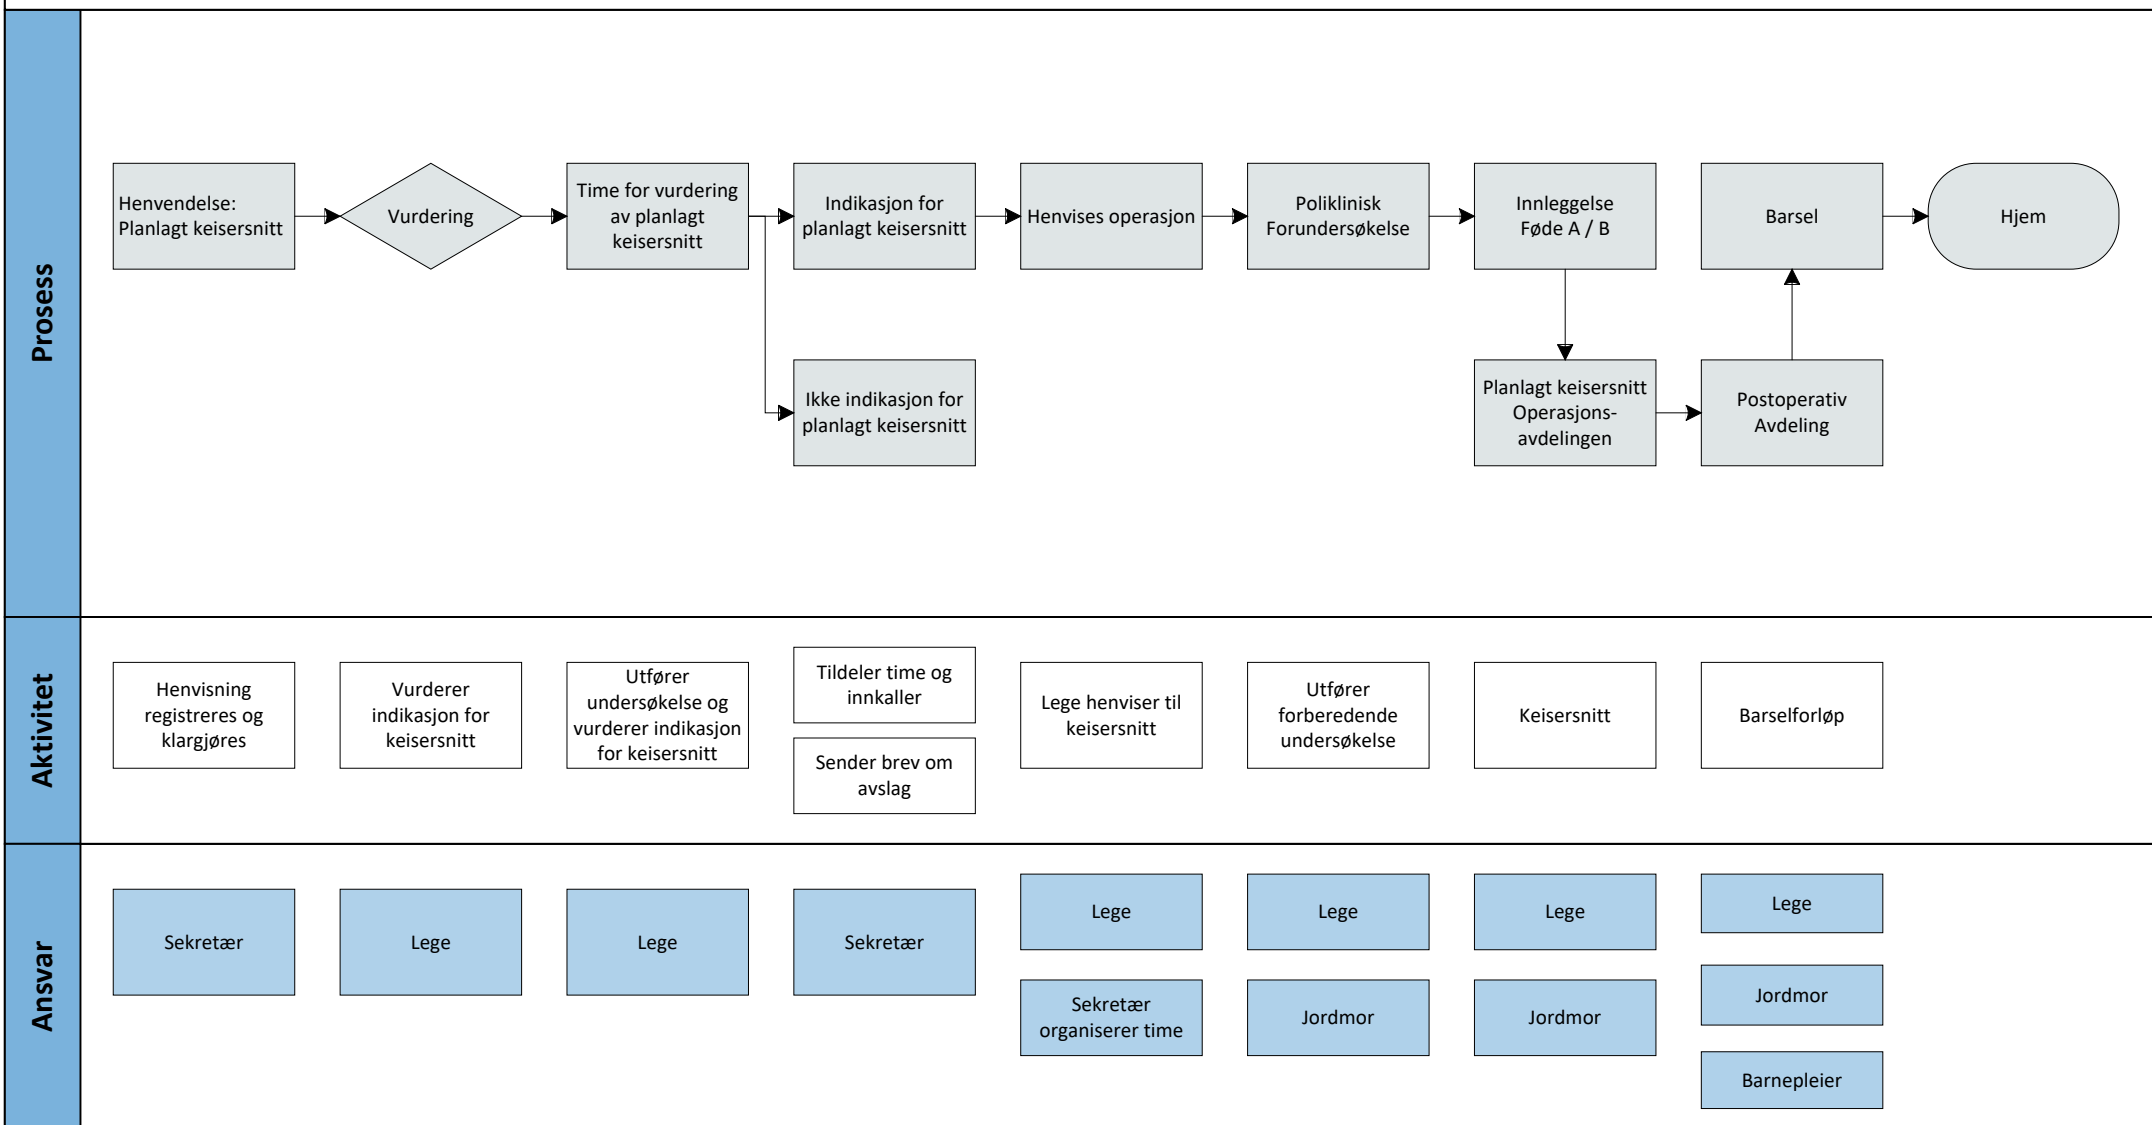 Prosess
Henvendelse:
Planlagt keisersnitt
Vurdering
Time for vurdering
av planlagt
keisersnitt
Indikasjon for
planlagt keisersnitt
Henvises operasjon
Poliklinisk
Forundersøkelse
Innleggelse
Føde A / B
Barsel
Hjem
Ikke indikasjon for
planlagt keisersnitt
Planlagt keisersnitt
Operasjons-
avdelingen
Postoperativ
Avdeling
Aktivitet
Henvisning
registreres og
klargjøres
Vurderer
indikasjon for
keisersnitt
Utfører
undersøkelse og
vurderer indikasjon
for keisersnitt
Tildeler time og
innkaller
Sender brev om
avslag
Lege henviser til
keisersnitt
Utfører
forberedende
undersøkelse
Keisersnitt
Barselforløp
Ansvar
Sekretær
Lege
Lege
Sekretær
Lege
Sekretær
organiserer time
Lege
Jordmor
Lege
Jordmor
Lege
Jordmor
Barnepleier